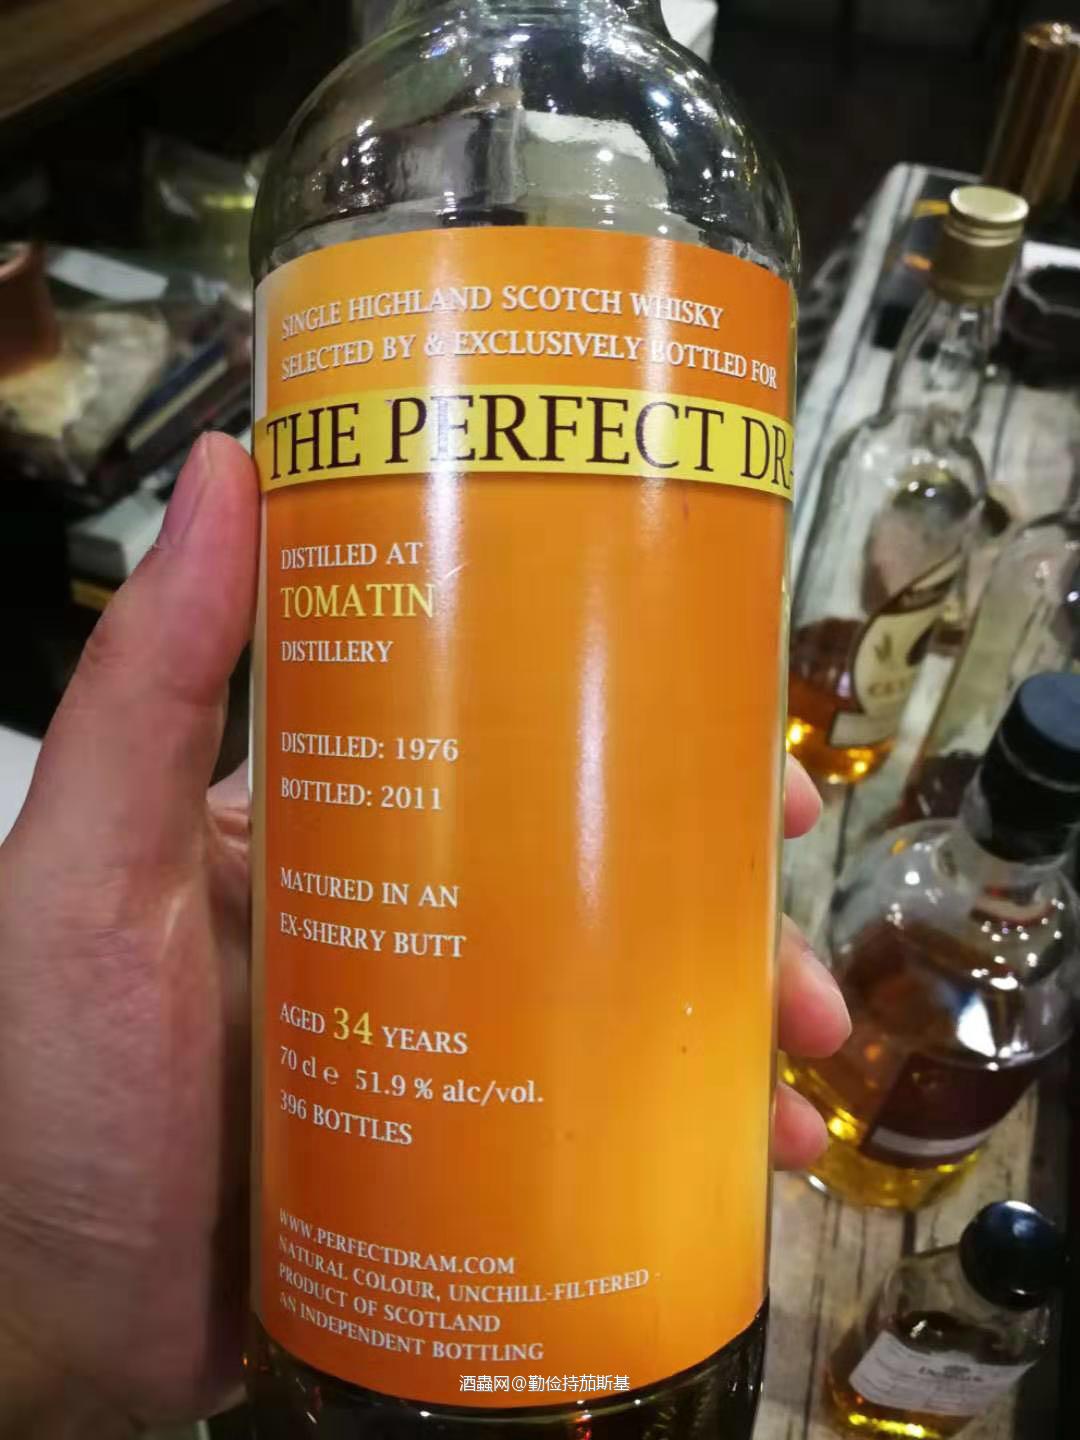 SINGLE HIGHLAND SCOTCH WHISKY
SELECTED BY & EXCLUSIVELY BOTTLED FOR
THE PERFECT
DISTILLED AT
TOMATIN
DISTILLERY
DISTILLED: 1976
BOTTLED: 2011
MATURED IN AN
EX-SHERRY BUTT
AGED 34 YEARS
70 cl e 51.9 % alc/vol.
396 BOTTLES
WWW.PERFECTDRAM.COM
NATURAL COLOUR, UNCHILL-FILTERED -
PRODUCT OF SCOTLAND
AN INDEPENDENT BOTTLING
酒蟲网@勤俭持茄斯基